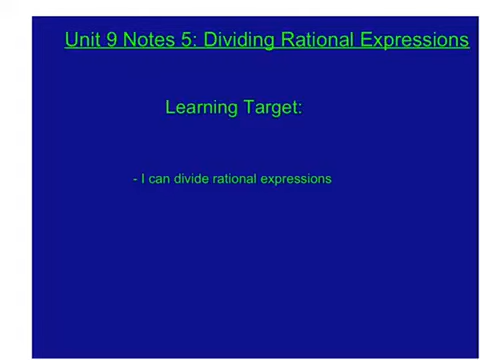 Unit 9 Notes 5: Dividing Rational Expressions
Learning Target:
- I can divide rational expressions